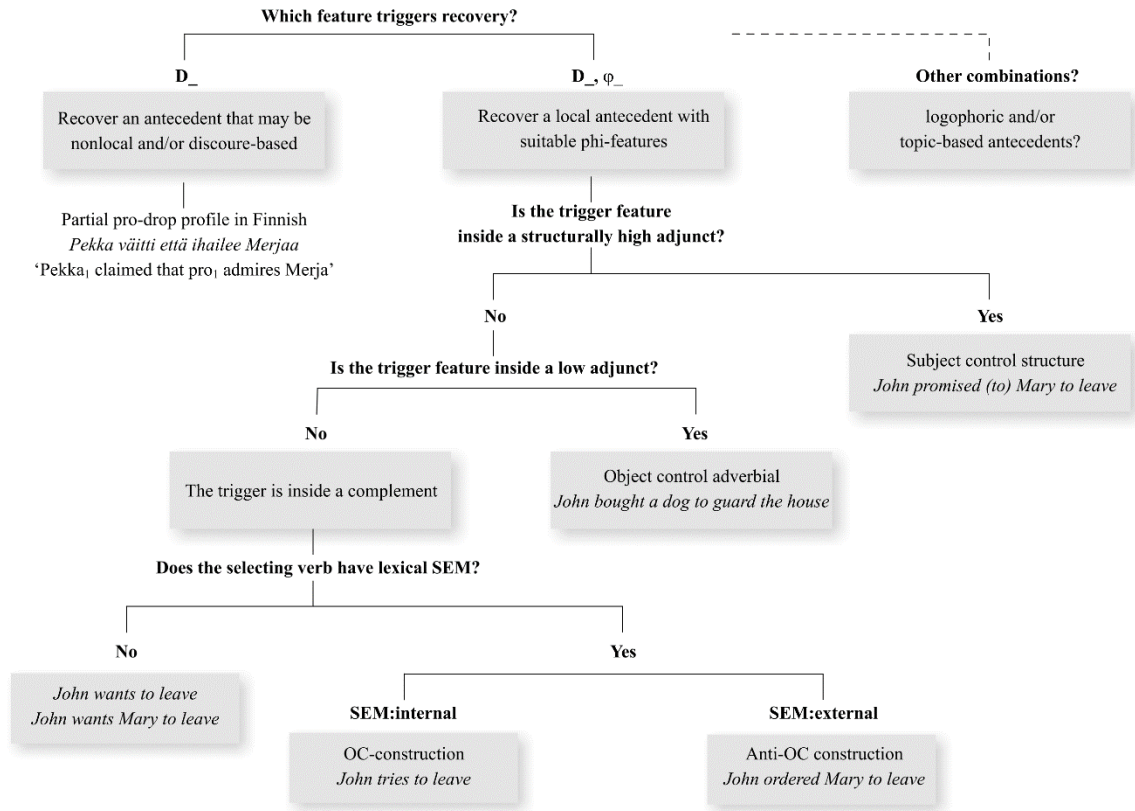 Which feature triggers recovery?
D_
D_, φ_
Other combinations?
Recover an antecedent that may be
nonlocal and/or discoure-based
Recover a local antecedent with
suitable phi-features
logophoric and/or
topic-based antecedents?
Partial pro-drop profile in Finnish
Pekka väitti että ihailee Merjaa
‘Pekka₁ claimed that pro₁ admires Merja’
Is the trigger feature
inside a structurally high adjunct?
No
Yes
Is the trigger feature inside a low adjunct?
Subject control structure
John promised (to) Mary to leave
No
Yes
The trigger is inside a complement
Object control adverbial
John bought a dog to guard the house
Does the selecting verb have lexical SEM?
No
Yes
John wants to leave
John wants Mary to leave
SEM:internal
SEM:external
OC-construction
John tries to leave
Anti-OC construction
John ordered Mary to leave